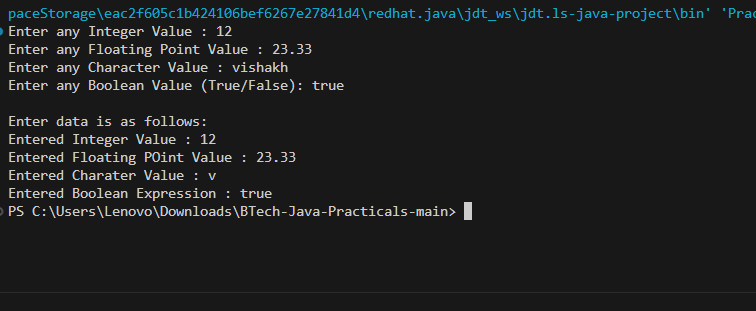 paceStorage\eac2f605c1b424106bef6267e27841d4\redhat.java\jdt_ws\jdt.ls-java-project\bin' 'Prac
Enter any Integer Value : 12
Enter any Floating Point Value : 23.33
Enter any Character Value : vishakh
Enter any Boolean Value (True/False): true
Enter data is as follows:
Entered Integer Value : 12
Entered Floating POint Value : 23.33
Entered Charater Value : v
Entered Boolean Expression : true
PS C:\Users\Lenovo\Downloads\BTech-Java-Practicals-main>